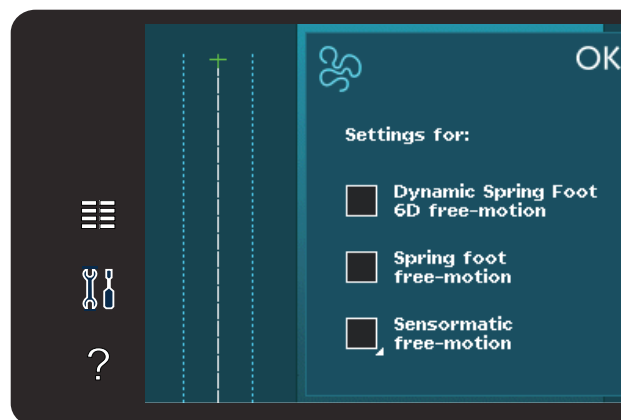 OK
Settings for:
Dynamic Spring Foot
6D free-motion
Spring foot
free-motion
Sensormatic
free-motion
?